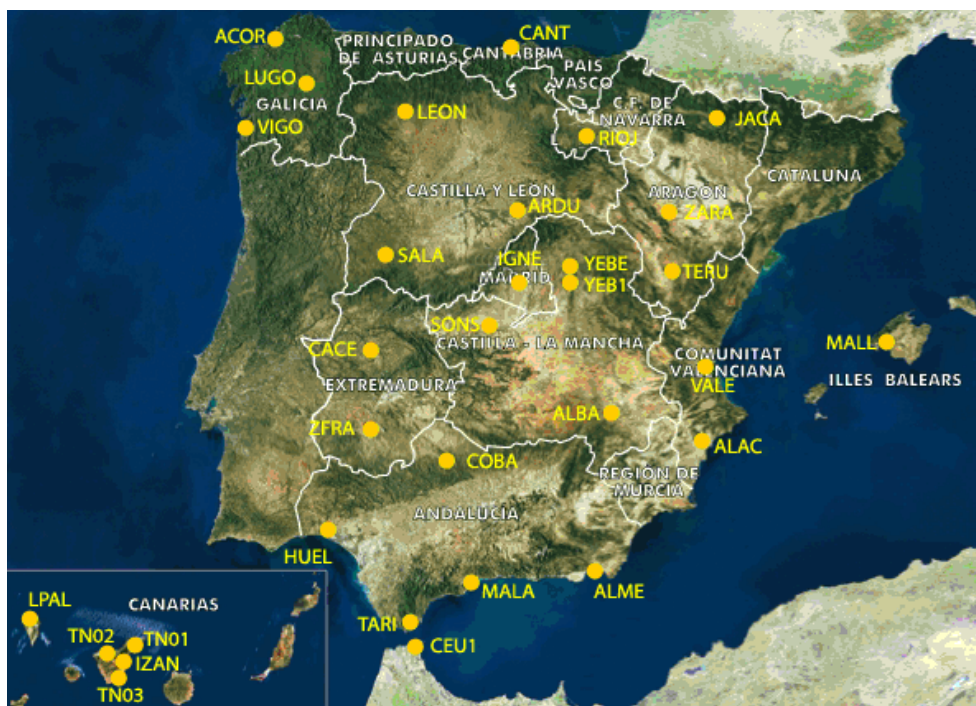 ACOR
PRINCIPADO
DE ASTURIAS
CANT
CANTABRIA
PAIS
VASCO
LUGO
GALICIA
LEON
C.F. DE
NAVARRA
JACA
VIGO
RIOJ
CATALUNA
CASTILLA Y LEÓN
ARDU
ARAGON
ZARA
SALA
IGNE
MADRID
YEBE
YEB1
TERU
SONS
CASTILLA - LA MANCHA
CACE
EXTREMADURA
COMUNITAT
VALENCIANA
VALE
MALL
ILLES BALEARS
ZFRA
ALBA
COBA
ALAC
REGIÓN DE
MURCIA
ANDALUCIA
HUEL
MALA
ALME
TARI
CEU1
LPAL
CANARIAS
TN02
TN01
IZAN
TN03